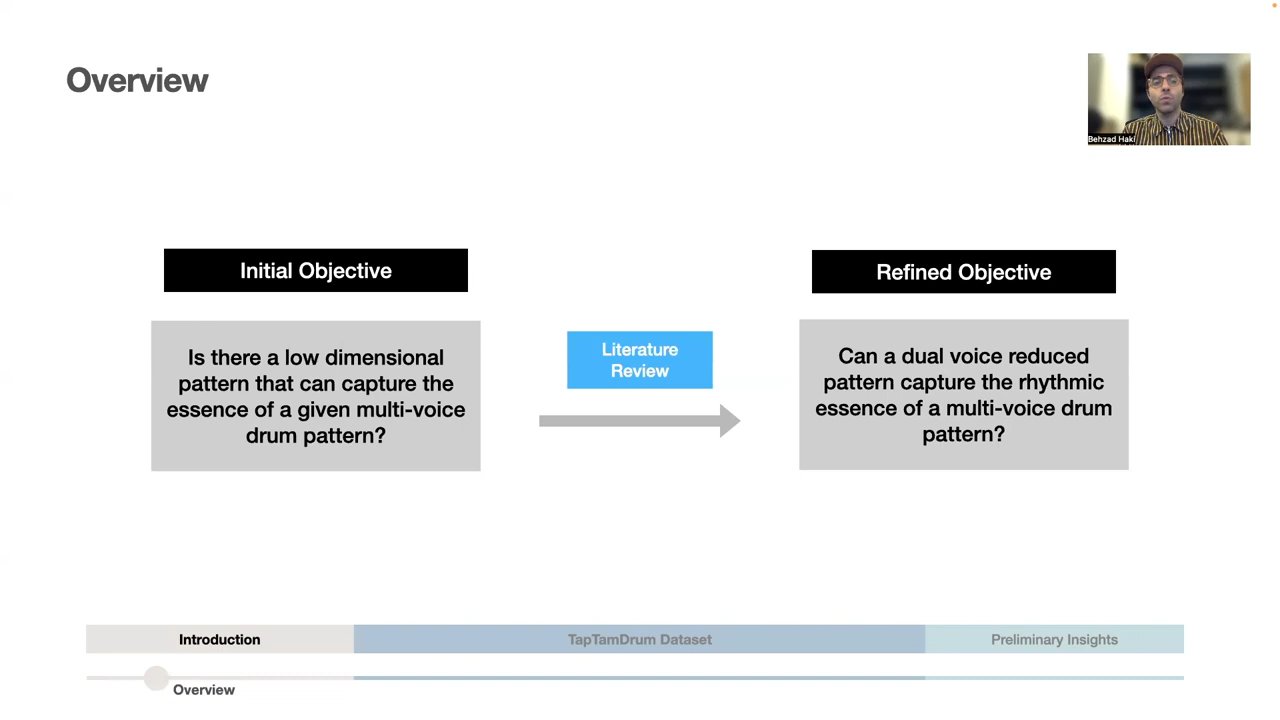 Overview
Behzad Haki
Initial Objective
Is there a low dimensional
pattern that can capture the
essence of a given multi-voice
drum pattern?
Literature
Review
Refined Objective
Can a dual voice reduced
pattern capture the rhythmic
essence of a multi-voice drum
pattern?
Introduction
TapTamDrum Dataset
Preliminary Insights
Overview